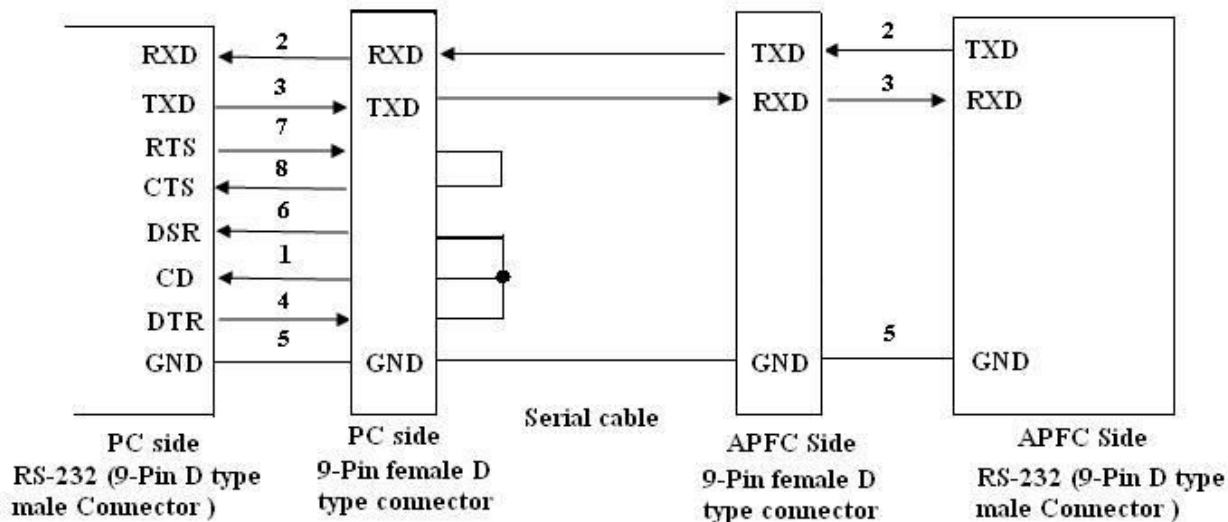 RXD 2 RXD TXD 2 TXD
TXD 3 TXD RXD 3 RXD
RTS 7
CTS 8
DSR 6
CD 1
DTR 4
GND 5 GND GND 5 GND
Serial cable
PC side
RS-232 (9-Pin D type
male Connector )
PC side
9-Pin female D
type connector
APFC Side
9-Pin female D
type connector
APFC Side
RS-232 (9-Pin D type
male Connector )